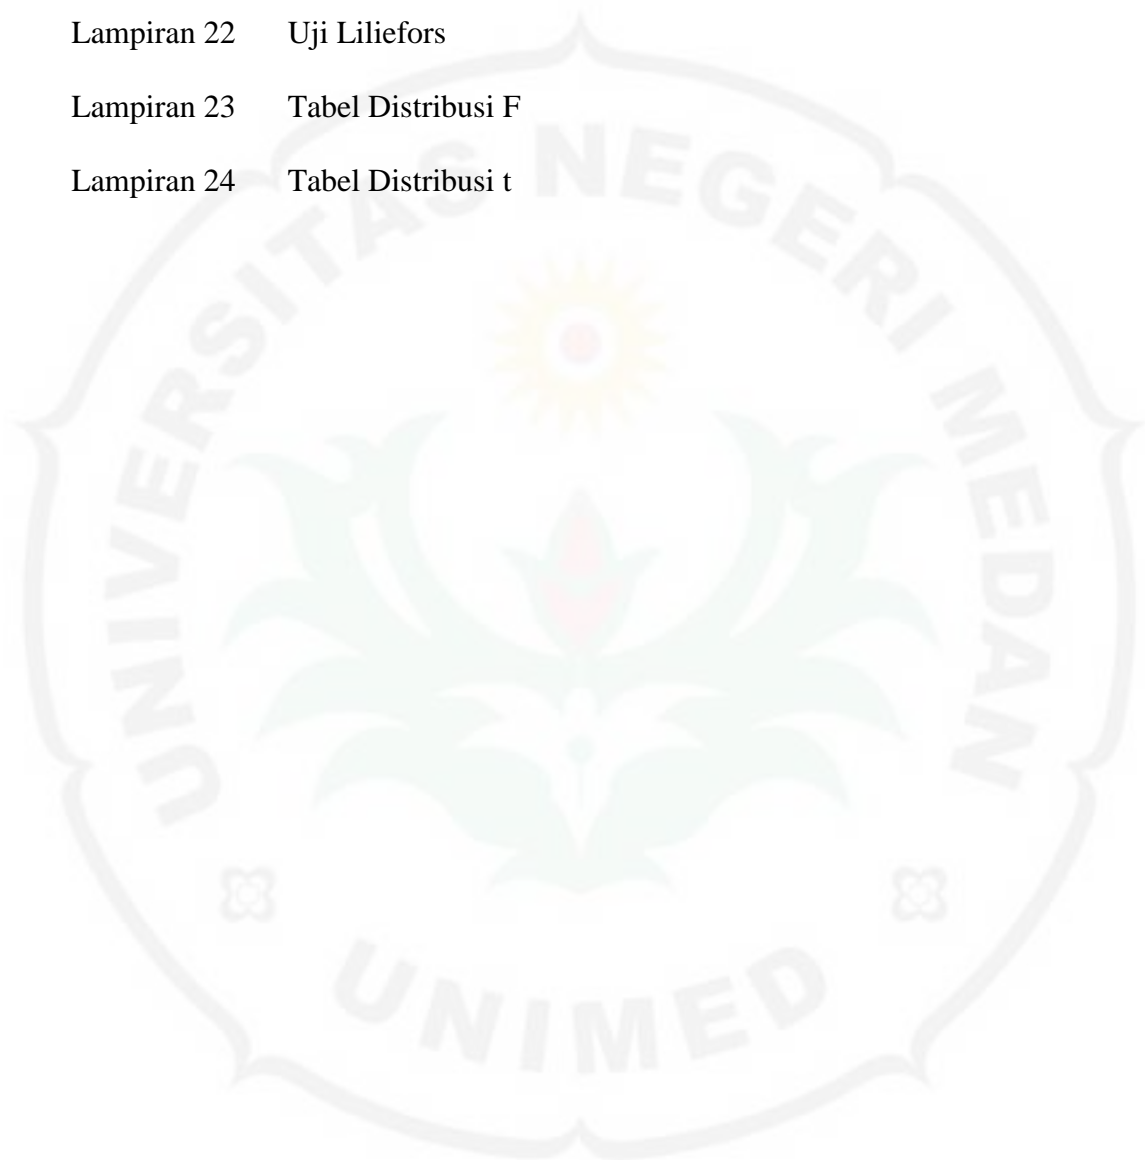 Lampiran 22 Uji Liliefors
Lampiran 23 Tabel Distribusi F
Lampiran 24 Tabel Distribusi t
UNIVERSITAS NEGERI MEDAN
UNIMED